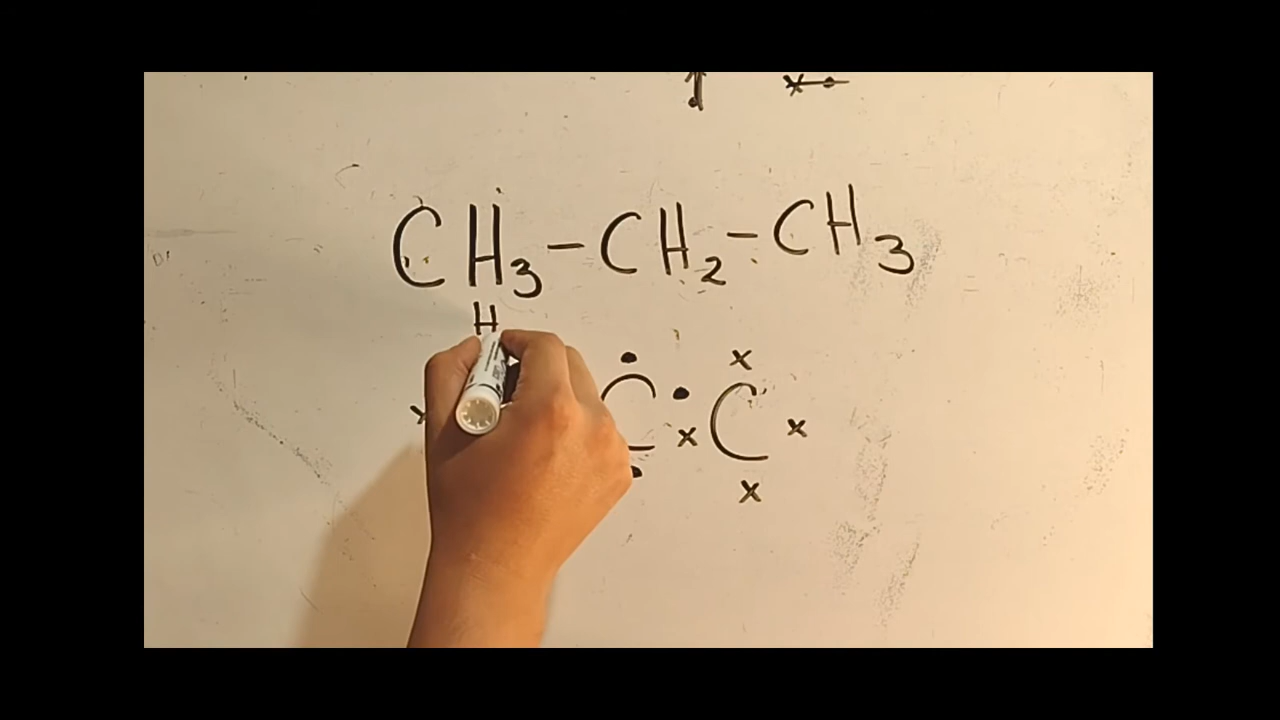 CH₃-CH₂-CH₃
H
x C x C x
x
x